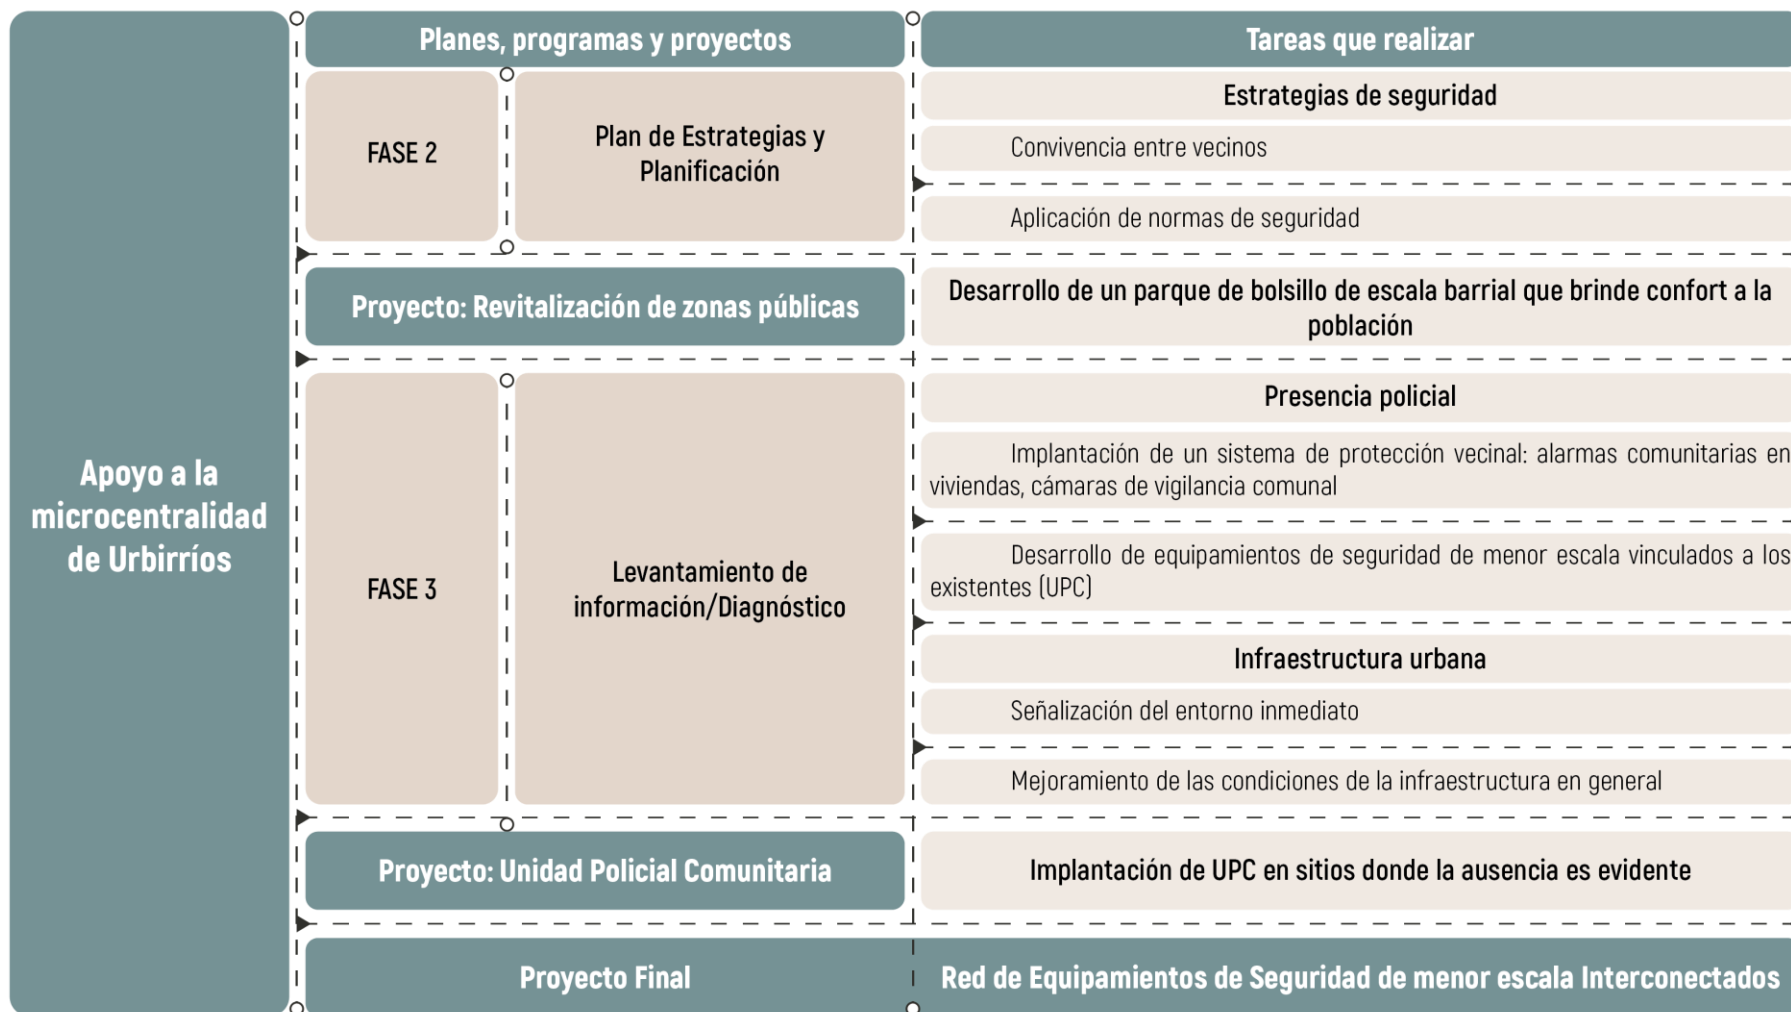 Apoyo a la
microcentralidad
de Urbirríos
Planes, programas y proyectos
Tareas que realizar
FASE 2
Plan de Estrategias y
Planificación
Estrategias de seguridad
Convivencia entre vecinos
Aplicación de normas de seguridad
Proyecto: Revitalización de zonas públicas
Desarrollo de un parque de bolsillo de escala barrial que brinde confort a la
población
FASE 3
Levantamiento de
información/Diagnóstico
Presencia policial
Implantación de un sistema de protección vecinal: alarmas comunitarias en
viviendas, cámaras de vigilancia comunal
Desarrollo de equipamientos de seguridad de menor escala vinculados a los
existentes (UPC)
Infraestructura urbana
Señalización del entorno inmediato
Mejoramiento de las condiciones de la infraestructura en general
Proyecto: Unidad Policial Comunitaria
Implantación de UPC en sitios donde la ausencia es evidente
Proyecto Final
Red de Equipamientos de Seguridad de menor escala Interconectados